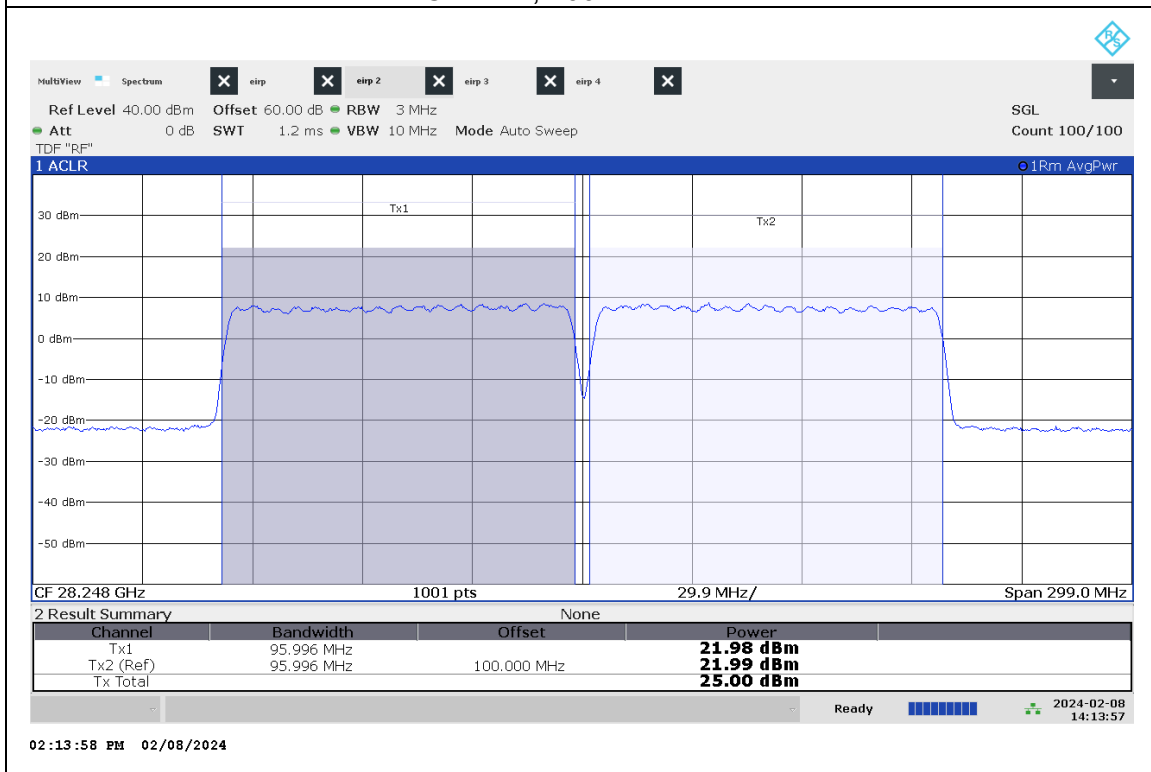 MultiView Spectrum eirp eirp 2 eirp 3 eirp 4
Ref Level 40.00 dBm Offset 60.00 dB RBW 3 MHz SGL
Att 0 dB SWT 1.2 ms VBW 10 MHz Mode Auto Sweep Count 100/100
TDF "RF"
1 ACLR 1Rm AvgPwr
Tx1
Tx2
30 dBm
20 dBm
10 dBm
0 dBm
-10 dBm
-20 dBm
-30 dBm
-40 dBm
-50 dBm
CF 28.248 GHz 1001 pts 29.9 MHz/ Span 299.0 MHz
2 Result Summary None
Channel Bandwidth Offset Power
Tx1 95.996 MHz 21.98 dBm
Tx2 (Ref) 95.996 MHz 100.000 MHz 21.99 dBm
Tx Total 25.00 dBm
Ready 2024-02-08
14:13:57
02:13:58 PM 02/08/2024